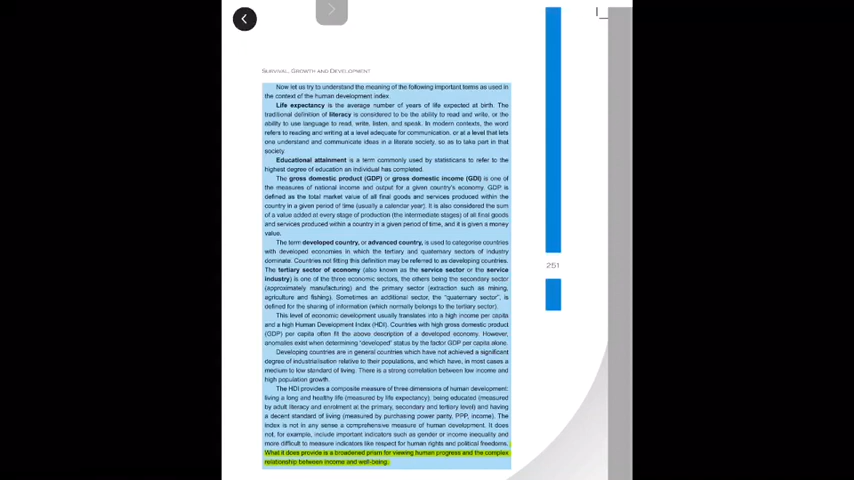 SURVIVAL, GROWTH AND DEVELOPMENT
Now let us try to understand the meaning of the following important terms as used in
the context of the human development index.
Life expectancy is the average number of years of life expected at birth. The
traditional definition of literacy is considered to be the ability to read and write, or the
ability to use language to read, write, listen, and speak. In modern contexts, the word
refers to reading and writing at a level adequate for communication, or at a level that lets
one understand and communicate ideas in a literate society, so as to take part in that
society.
Educational attainment is a term commonly used by statisticians to refer to the
highest degree of education an individual has completed.
The gross domestic product (GDP) or gross domestic income (GDI) is one of
the measures of national income and output for a given country's economy. GDP is
defined as the total market value of all final goods and services produced within the
country in a given period of time (usually a calendar year). It is also considered the sum
of a value added at every stage of production (the intermediate stages) of all final goods
and services produced within a country in a given period of time, and it is given a money
value.
The term developed country, or advanced country, is used to categorise countries
with developed economies in which the tertiary and quaternary sectors of industry
dominate. Countries not fitting this definition may be referred to as developing countries.
The tertiary sector of economy (also known as the service sector or the service
industry) is one of the three economic sectors, the others being the secondary sector
(approximately manufacturing) and the primary sector (extraction such as mining,
agriculture and fishing). Sometimes an additional sector, the "quaternary sector", is
defined for the sharing of information (which normally belongs to the tertiary sector).
This level of economic development usually translates into a high income per capita
and a high Human Development Index (HDI). Countries with high gross domestic product
(GDP) per capita often fit the above description of a developed economy. However,
anomalies exist when determining "developed" status by the factor GDP per capita alone.
Developing countries are in general countries which have not achieved a significant
degree of industrialisation relative to their populations, and which have, in most cases a
medium to low standard of living. There is a strong correlation between low income and
high population growth.
The HDI provides a composite measure of three dimensions of human development:
living a long and healthy life (measured by life expectancy); being educated (measured
by adult literacy and enrolment at the primary, secondary and tertiary level) and having
a decent standard of living (measured by purchasing power parity, PPP, income). The
index is not in any sense a comprehensive measure of human development. It does
not, for example, include important indicators such as gender or income inequality and
more difficult to measure indicators like respect for human rights and political freedoms.
What it does provide is a broadened prism for viewing human progress and the complex
relationship between income and well-being.
251